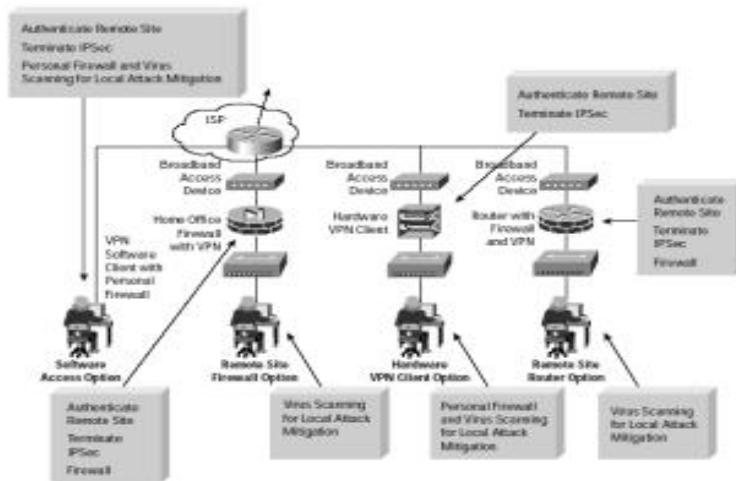 Authenticate Remote Site
Terminate IPSec
Personal Firewall and Virus
Scanning for Local Attack Mitigation
Authenticate Remote Site
Terminate IPSec
ISP
Broadband
Access
Device
Broadband
Access
Device
Broadband
Access
Device
Authenticate
Remote Site
Terminate
IPSec
Firewall
Home Office
Firewall
with VPN
Hardware
VPN Client
Router with
Firewall
and VPN
VPN
Software
Client with
Personal
Firewall
Software
Access Option
Remote Site
Firewall Option
Hardware
VPN Client Option
Remote Site
Router Option
Authenticate
Remote Site
Terminate
IPSec
Firewall
Virus Scanning
for Local Attack
Mitigation
Personal Firewall
and Virus Scanning
for Local Attack
Mitigation
Virus Scanning
for Local Attack
Mitigation